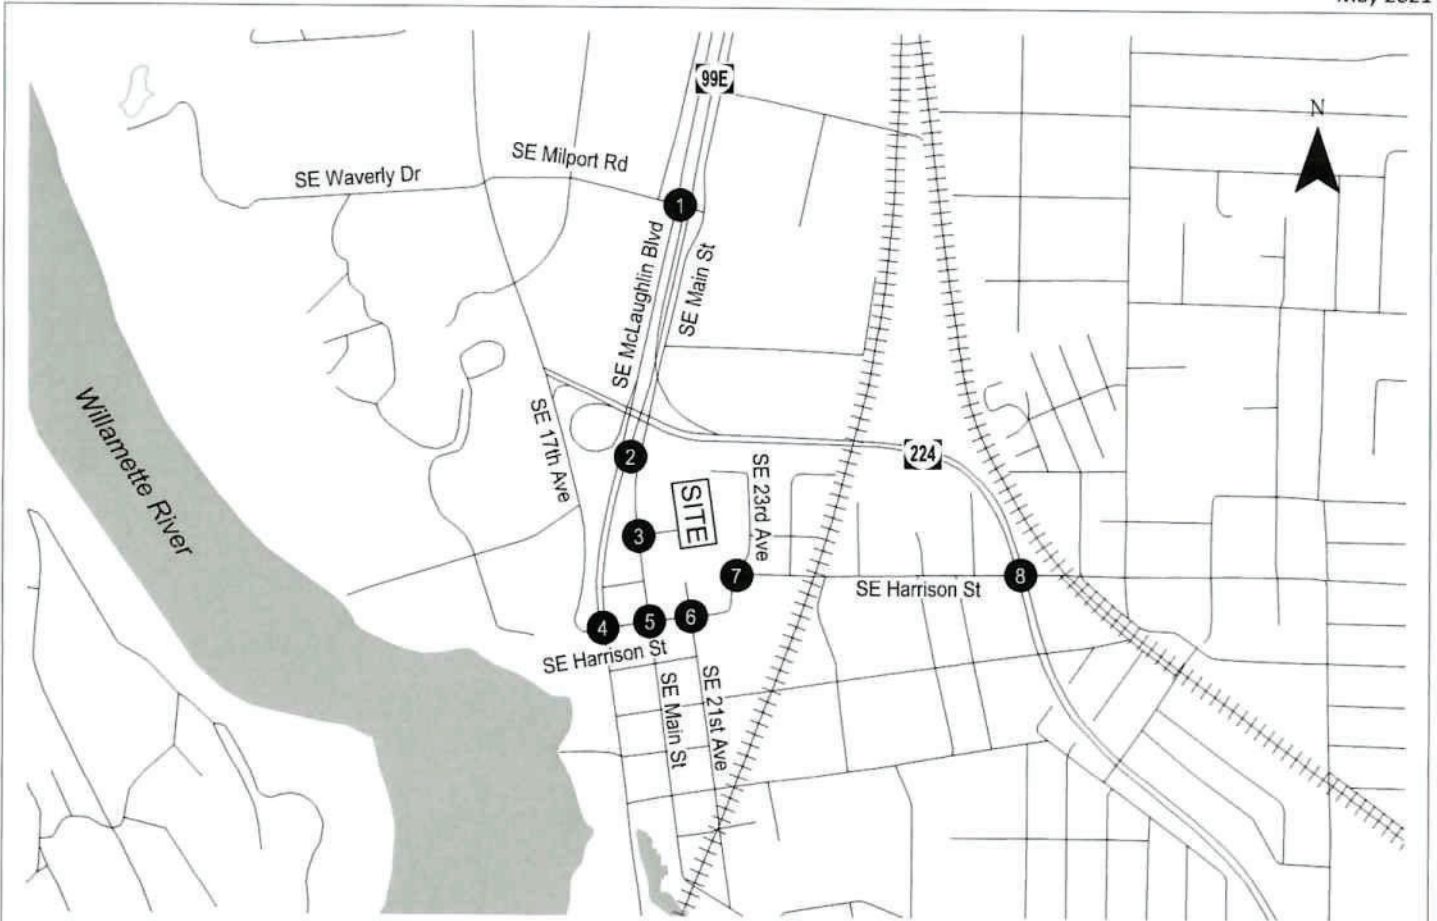 99E
N
SE Milport Rd
SE Waverly Dr
1
SE McLaughlin Blvd
SE Main St
Willamette River
SE 17th Ave
2
224
SE 23rd Ave
SITE
3
7
8
SE Harrison St
4
5
6
SE Harrison St
SE Main St
SE 21st Ave